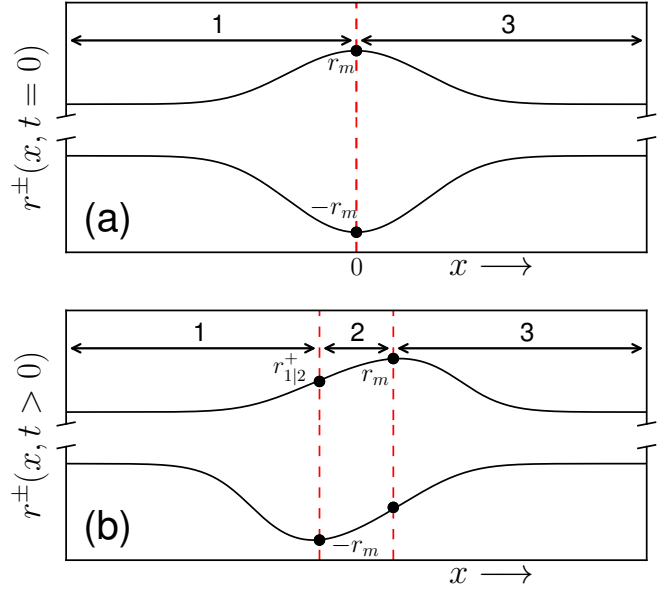 1 3
r_m
r^±(x, t = 0)
−r_m
(a)
0 x ⟶
1 2 3
r^+_{1|2} r_m
r^±(x, t > 0)
(b) −r_m
x ⟶